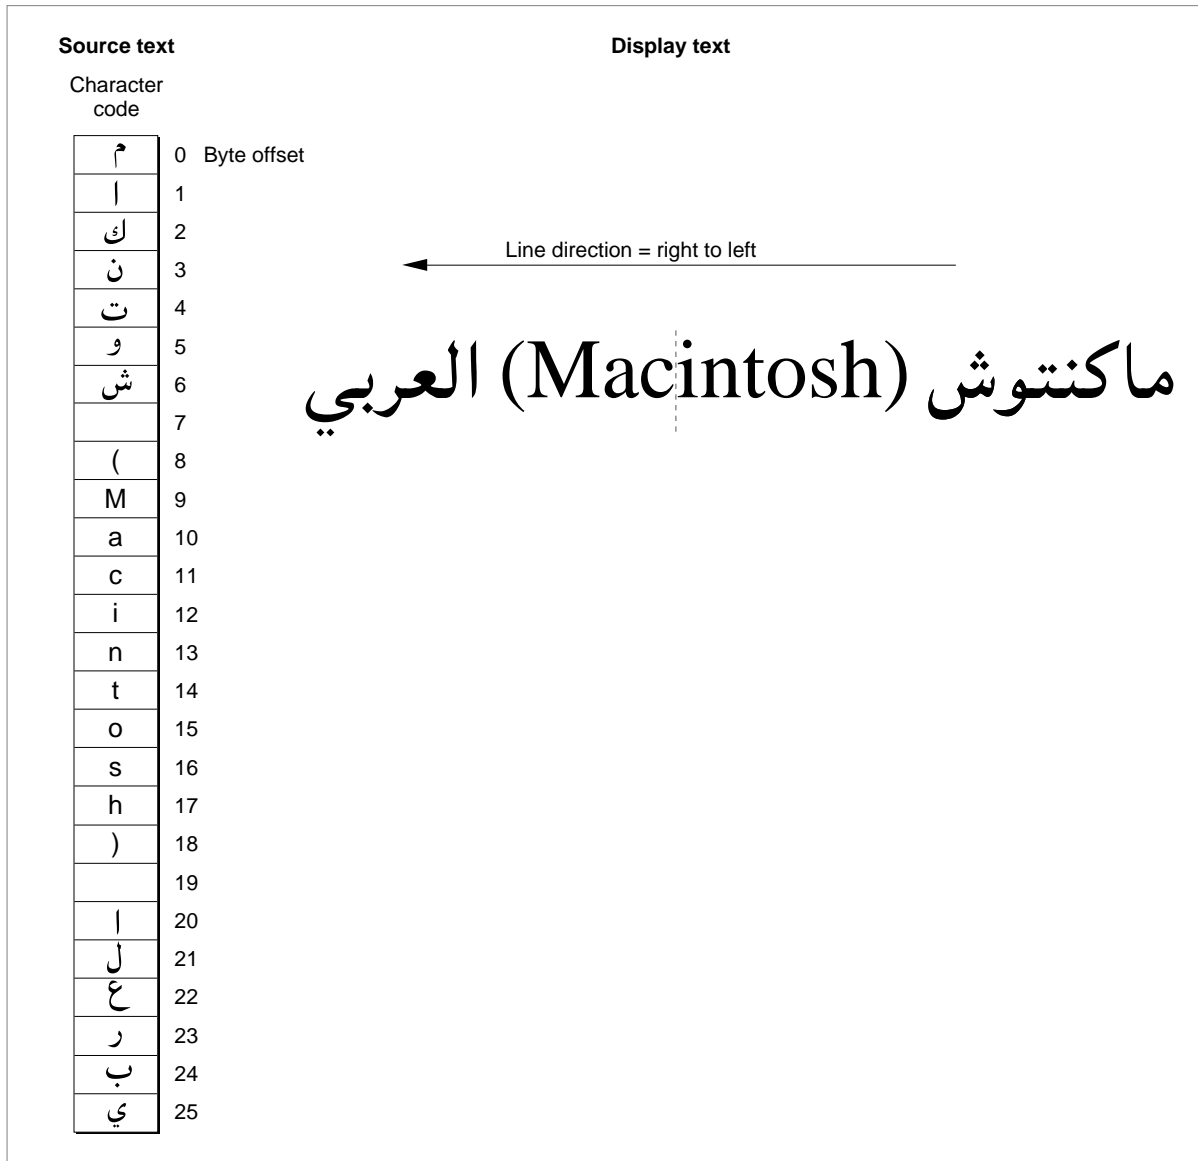 Source text
Display text
Character
code
م 0 Byte offset
ا 1
ك 2
ن 3
ت 4
و 5
ش 6
7
( 8
M 9
a 10
c 11
i 12
n 13
t 14
o 15
s 16
h 17
) 18
19
ا 20
ل 21
ع 22
ر 23
ب 24
ي 25
Line direction = right to left
ماكنتوش (Macintosh) العربي